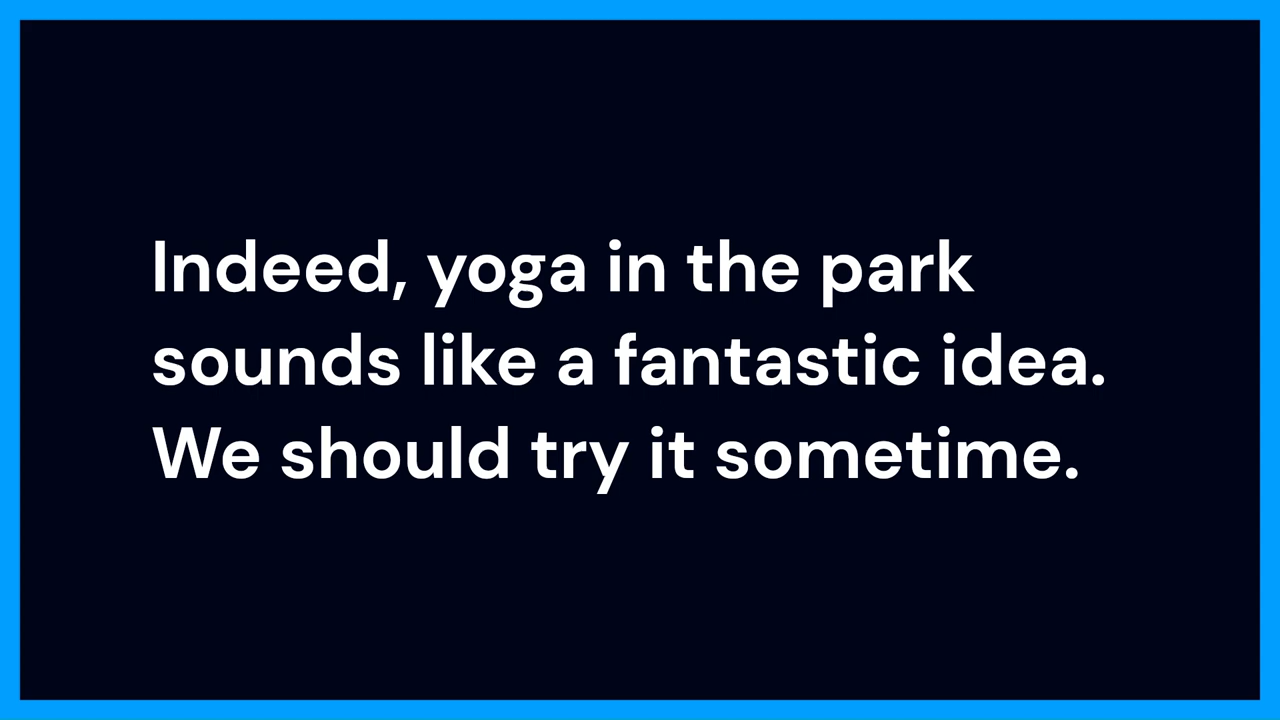 Indeed, yoga in the park
sounds like a fantastic idea.
We should try it sometime.